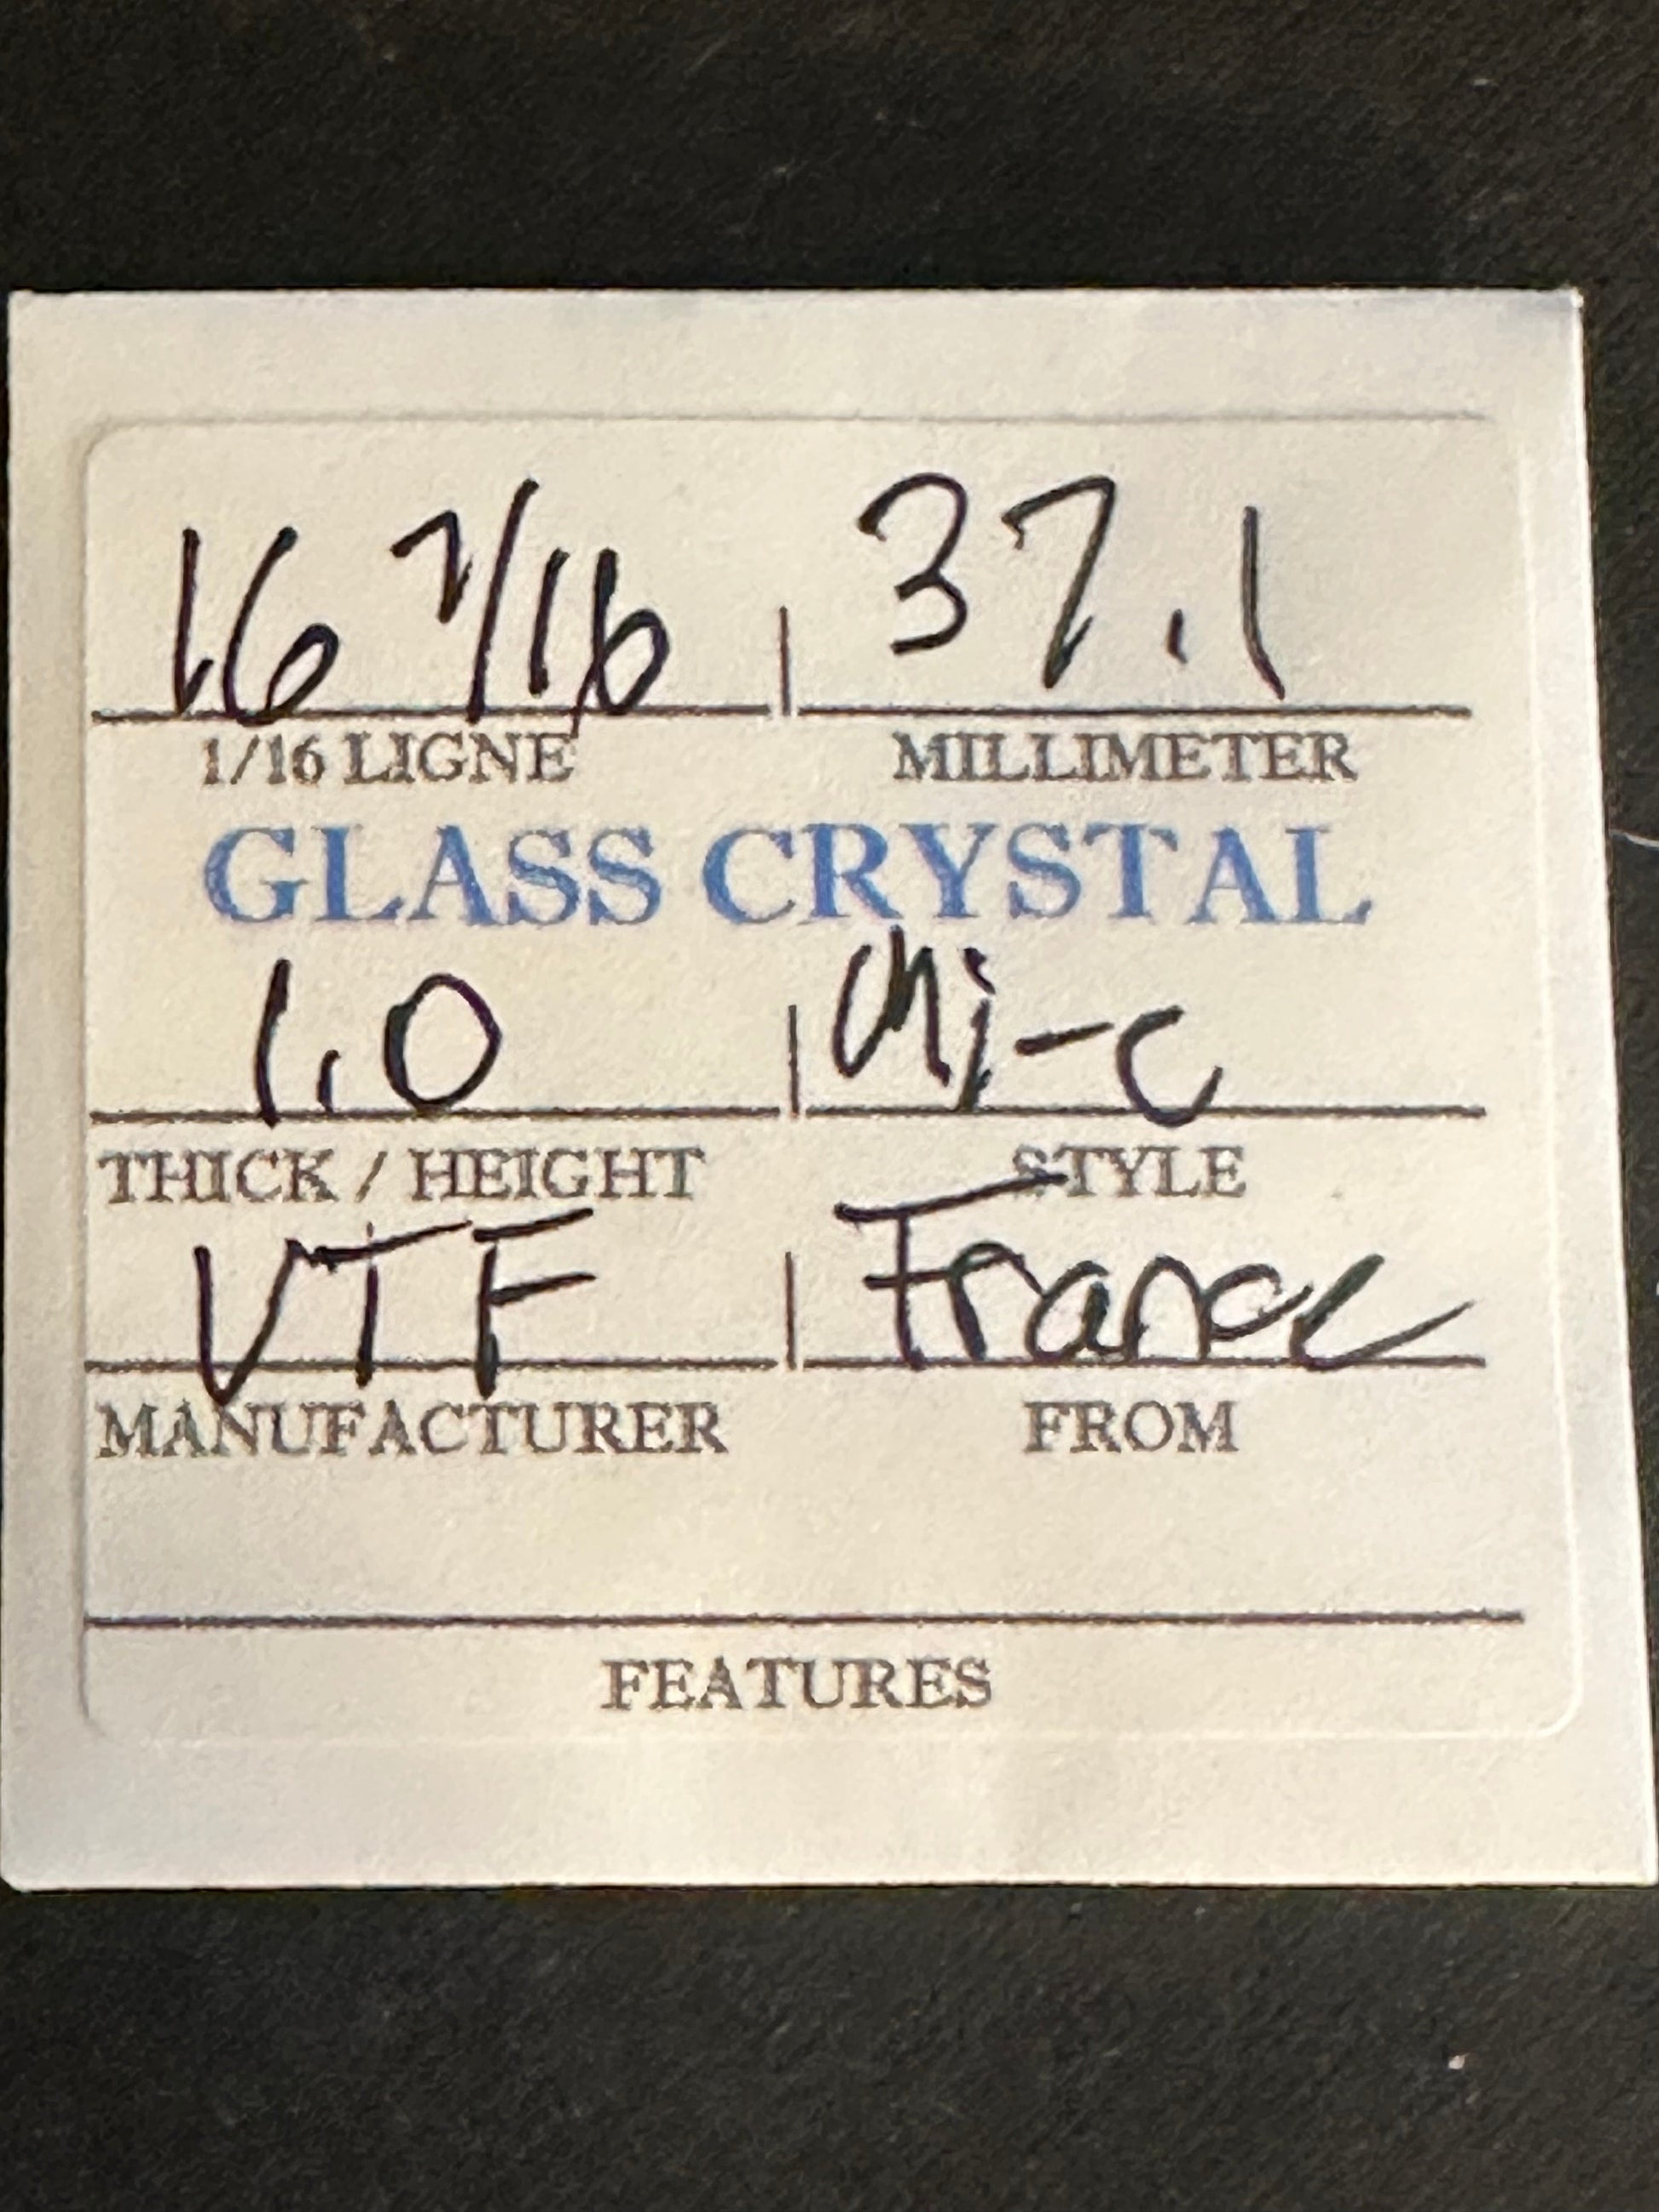 16 7/16 37.1
1/16 LIGNE MILLIMETER
GLASS CRYSTAL
1.0 Mi-c
THICK / HEIGHT STYLE
VTF France
MANUFACTURER FROM
FEATURES